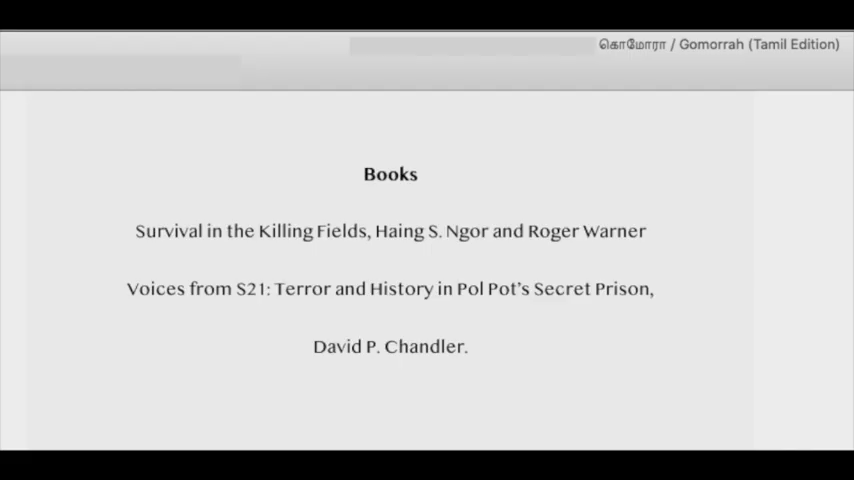 கொமோரா / Gomorrah (Tamil Edition)
Books
Survival in the Killing Fields, Haing S. Ngor and Roger Warner
Voices from S21: Terror and History in Pol Pot's Secret Prison,
David P. Chandler.